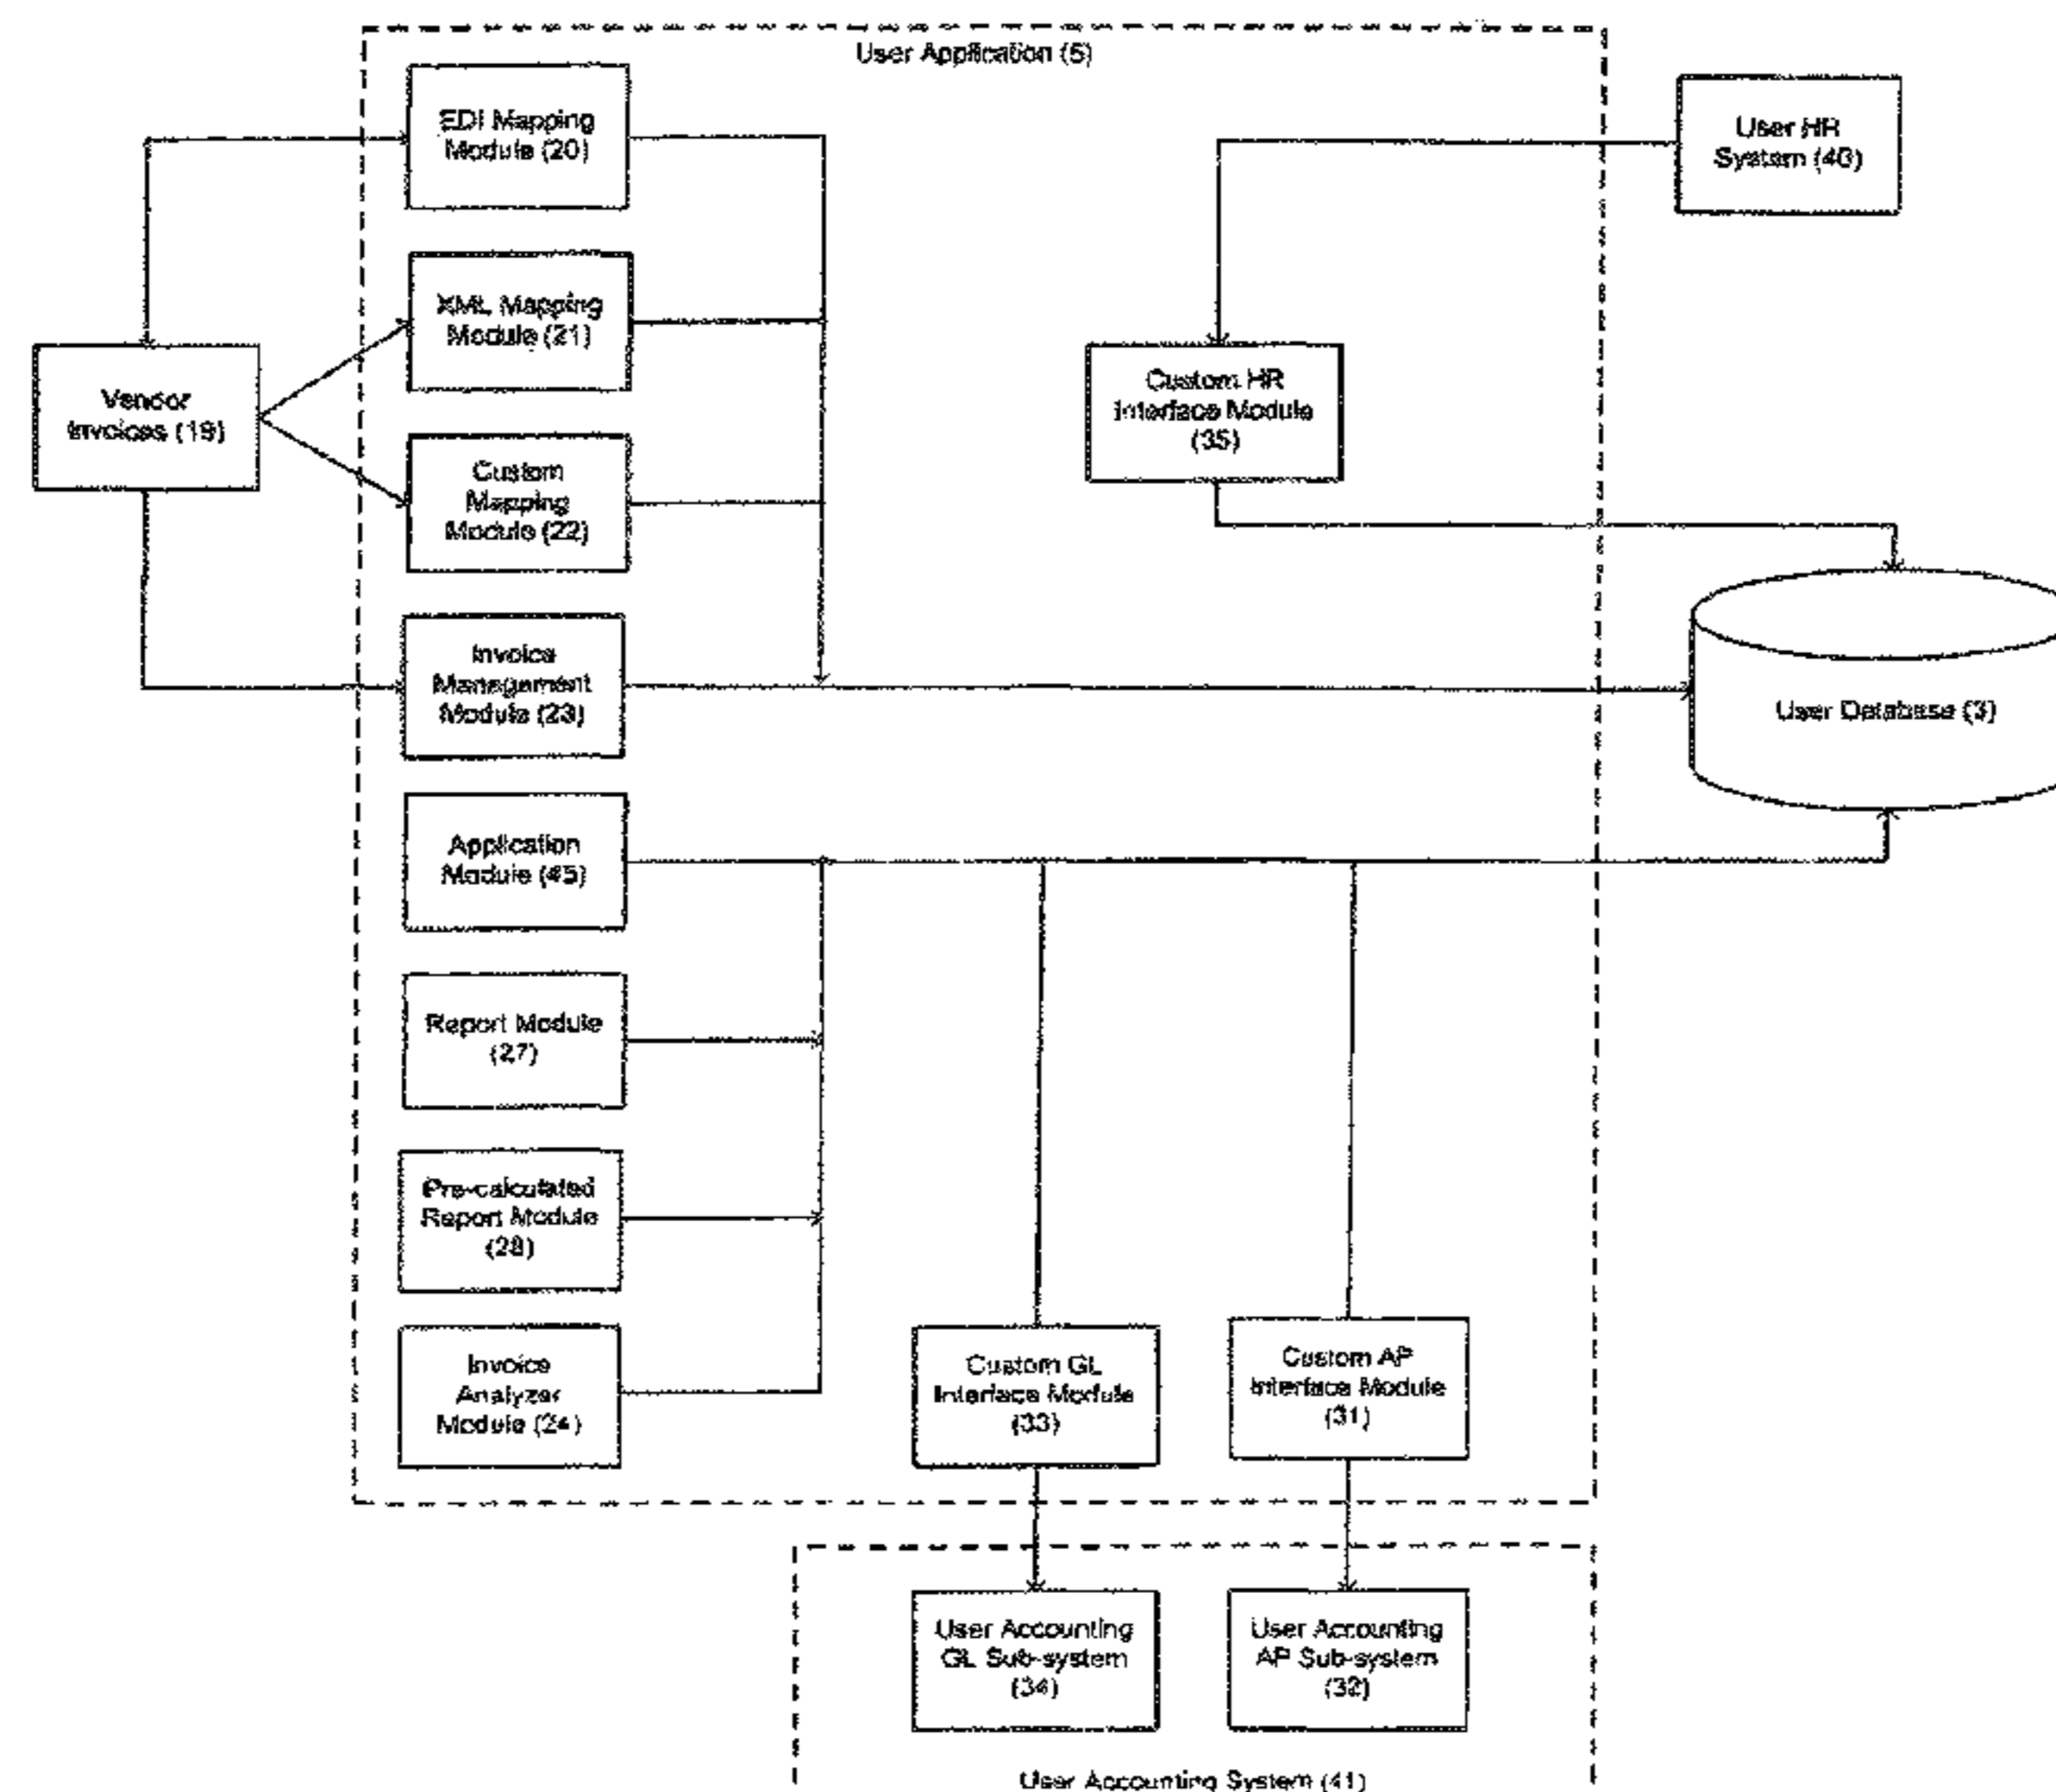 User Application (5)
EDI Mapping
Module (20)
User HR
System (40)
XML Mapping
Module (21)
Vendor
Invoices (19)
Custom HR
Interface Module
(35)
Custom
Mapping
Module (22)
Invoice
Management
Module (23)
User Database (3)
Application
Module (45)
Report Module
(27)
Pre-calculated
Report Module
(28)
Invoice
Analyzer
Module (24)
Custom GL
Interface Module
(33)
Custom AP
Interface Module
(31)
User Accounting
GL Sub-system
(34)
User Accounting
AP Sub-system
(32)
User Accounting System (41)